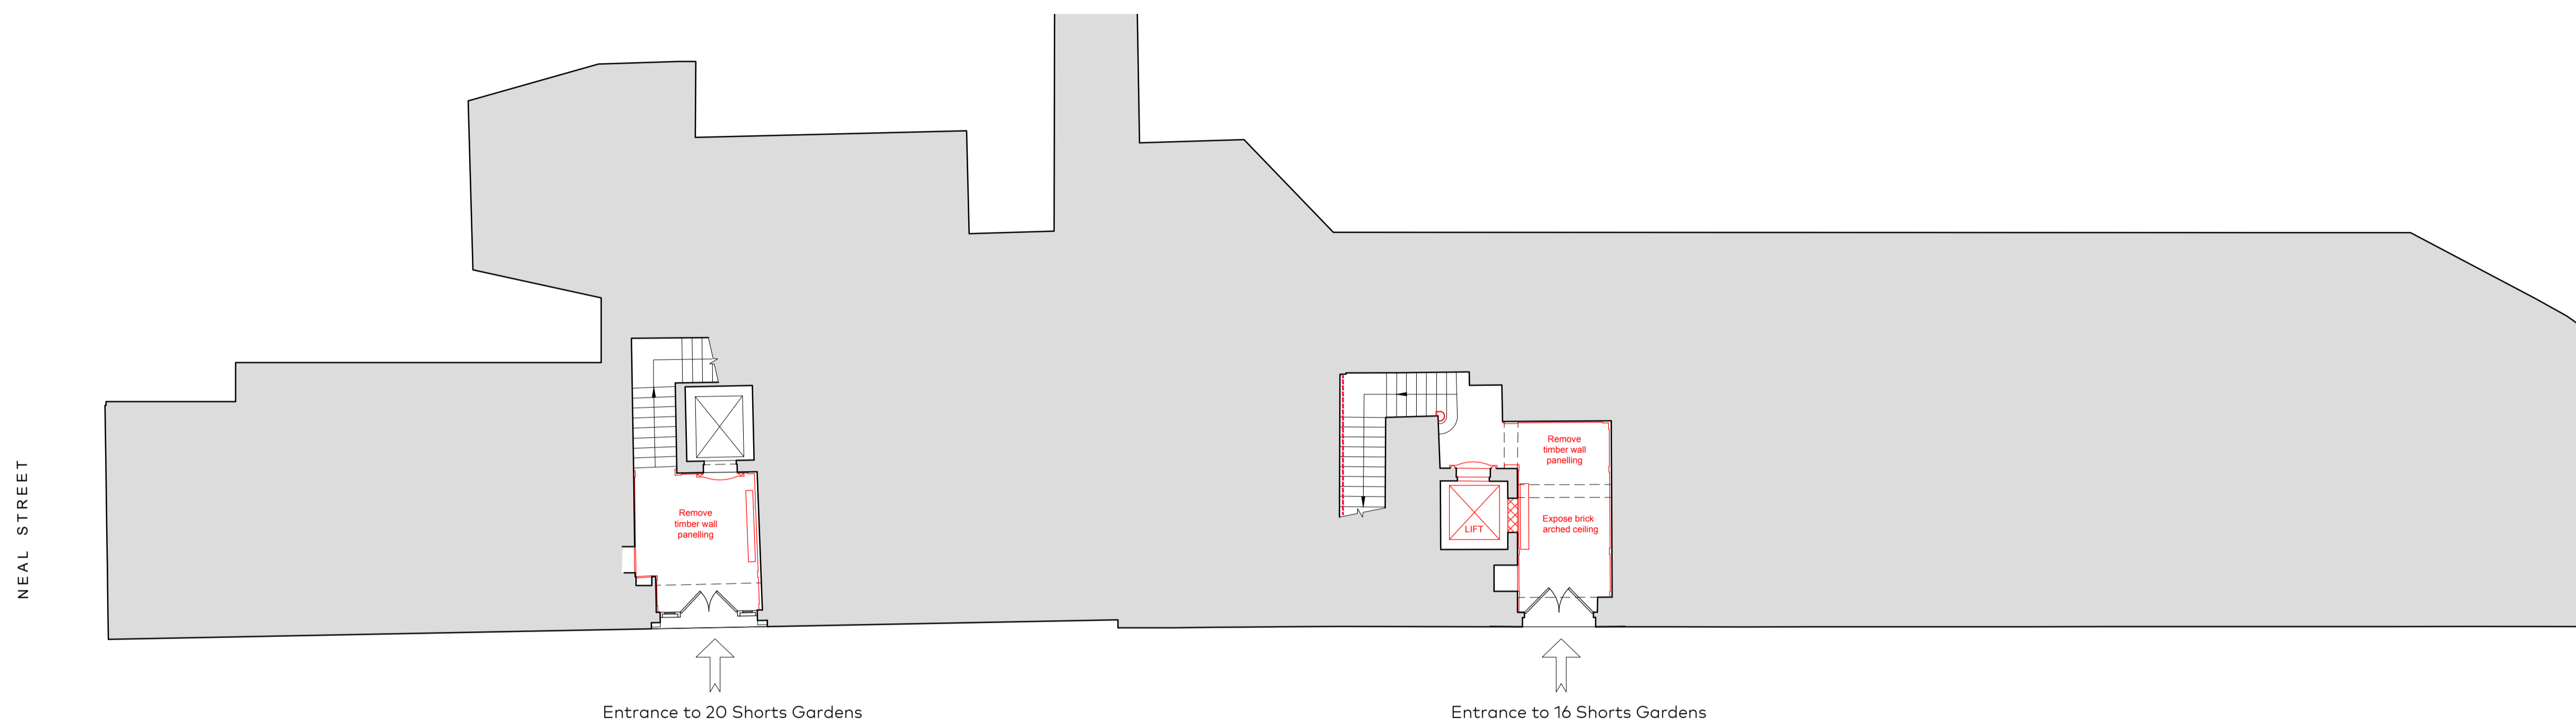 NEAL STREET
Remove
timber wall
panelling
Remove
timber wall
panelling
Expose brick
arched ceiling
LIFT
Entrance to 20 Shorts Gardens
Entrance to 16 Shorts Gardens